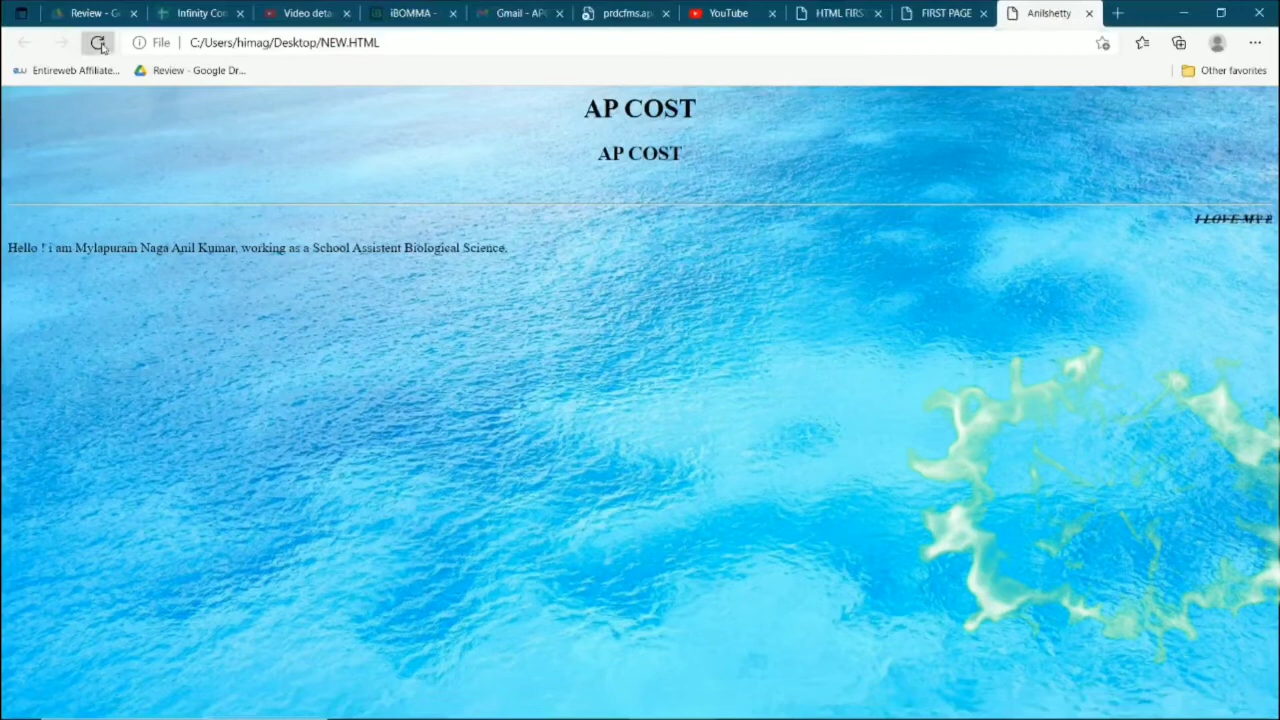 Review - G
Infinity Co
Video deta
iBOMMA -
Gmail - AP
prdcfms.ap
YouTube
HTML FIRS
FIRST PAGE
Anilshetty
File
C:/Users/himag/Desktop/NEW.HTML
Entireweb Affiliate...
Review - Google Dr...
Other favorites
AP COST
AP COST
I LOVE MY
Hello ! i am Mylapuram Naga Anil Kumar, working as a School Assistent Biological Science.